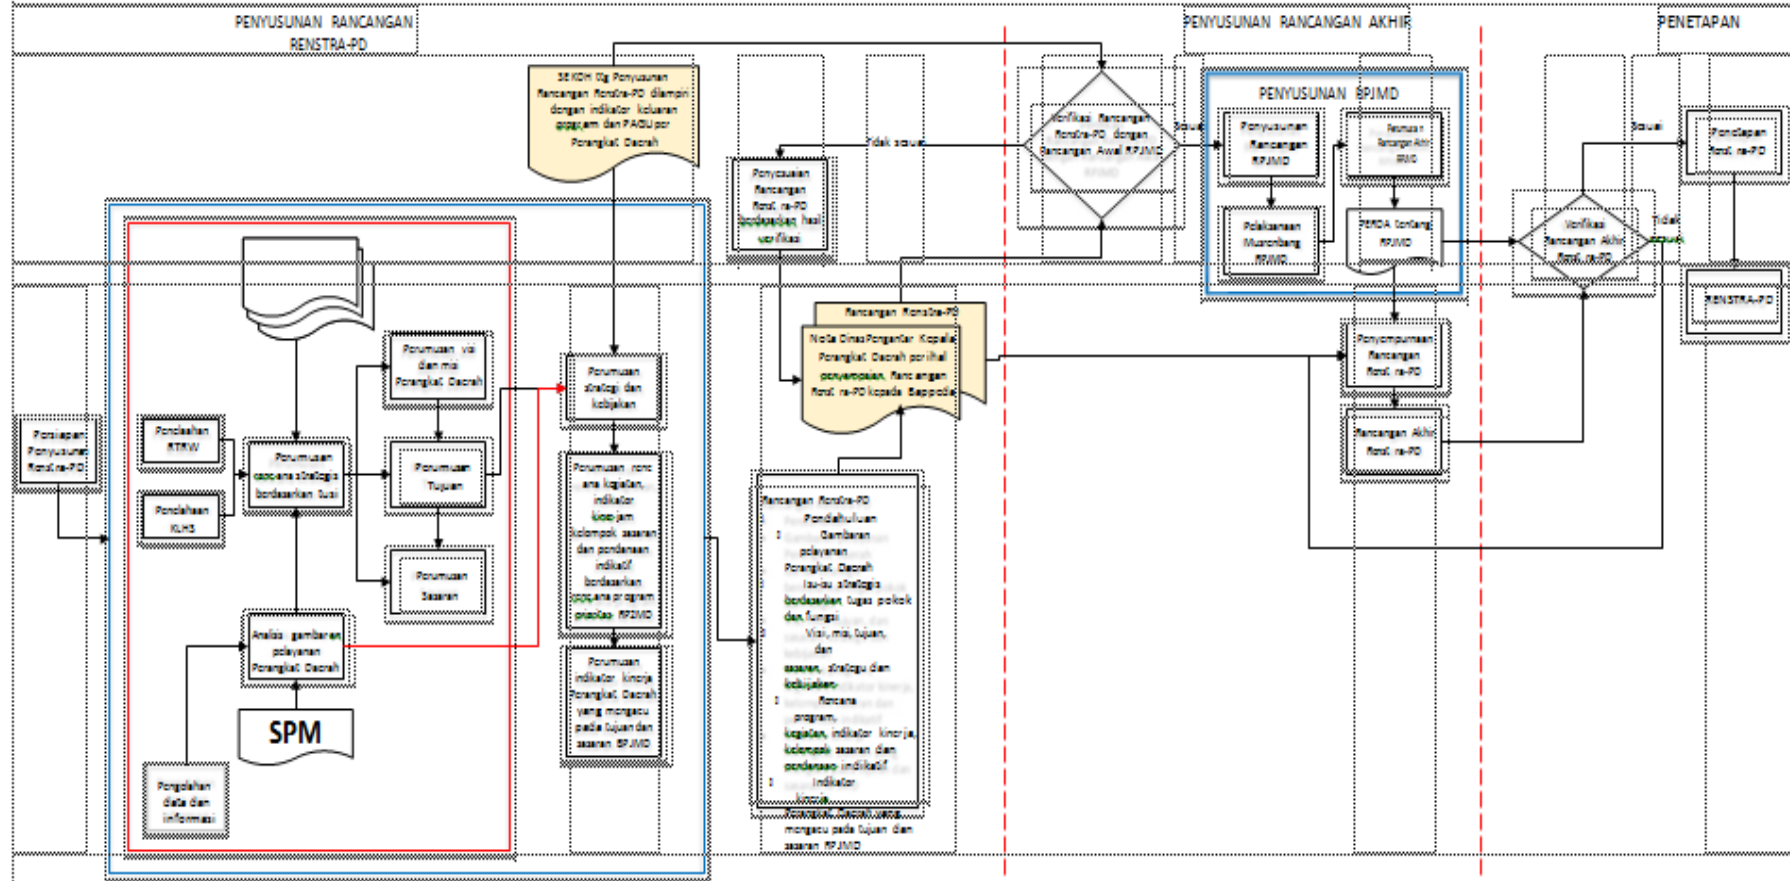 PENYUSUNAN RANCANGAN
RENSTRA-PD
PENYUSUNAN RANCANGAN AKHIR
PENETAPAN
SEKDH ttg Penyusunan
Rancangan Renstra-PD dilampiri
dengan indikator keluaran
program dan PAGU per
Perangkat Daerah
Tidak sesuai
Verifikasi Rancangan
Renstra-PD dengan
Rancangan Awal RPJMD
Sesuai
PENYUSUNAN RPJMD
Penyusunan
Rancangan
RPJMD
Rancangan Akhir
RPJMD
Pelaksanaan
Musrenbang
RPJMD
PERDA tentang
RPJMD
Sesuai
Penetapan
Renstra-PD
Verifikasi
Rancangan Akhir
Renstra-PD
Tidak
sesuai
RENSTRA-PD
Penyesuaian
Rancangan
Renstra-PD
berdasarkan hasil
verifikasi
Rancangan Renstra-PD
Nota Dinas Pengantar Kepala
Perangkat Daerah perihal
penyampaian Rancangan
Renstra-PD kepada Bappeda
Penyempurnaan
Rancangan
Renstra-PD
Rancangan Akhir
Renstra-PD
Persiapan
Penyusunan
Renstra-PD
Penelaahan
RTRW
Penelaahan
KLHS
Perumusan
strategis
berdasarkan tusi
Perumusan visi
dan misi
Perangkat Daerah
Perumusan
Tujuan
Perumusan
Sasaran
Analisis gambaran
pelayanan
Perangkat Daerah
SPM
Pengolahan
data dan
informasi
Perumusan
strategi dan
kebijakan
Perumusan renc
ana kegiatan,
indikator
kelompok sasaran
dan pendanaan
indikatif
berdasarkan
program
prioritas RPJMD
Perumusan
indikator kinerja
Perangkat Daerah
yang mengacu
pada tujuan dan
sasaran RPJMD
Rancangan Renstra-PD
Pendahuluan
Gambaran
pelayanan
Perangkat Daerah
Isu-isu strategis
berdasarkan tugas pokok
dan fungsi
Visi, misi, tujuan,
dan
sasaran, strategi dan
kebijakan
Rencana
program,
kegiatan, indikator kinerja,
kelompok sasaran dan
pendanaan indikatif
Indikator
kinerja
Perangkat Daerah yang
mengacu pada tujuan dan
sasaran RPJMD